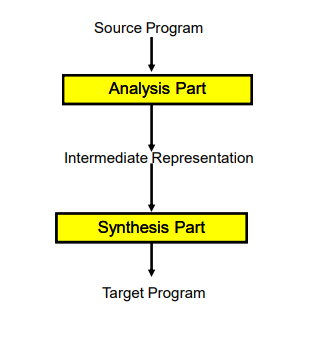 Source Program
Analysis Part
Intermediate Representation
Synthesis Part
Target Program